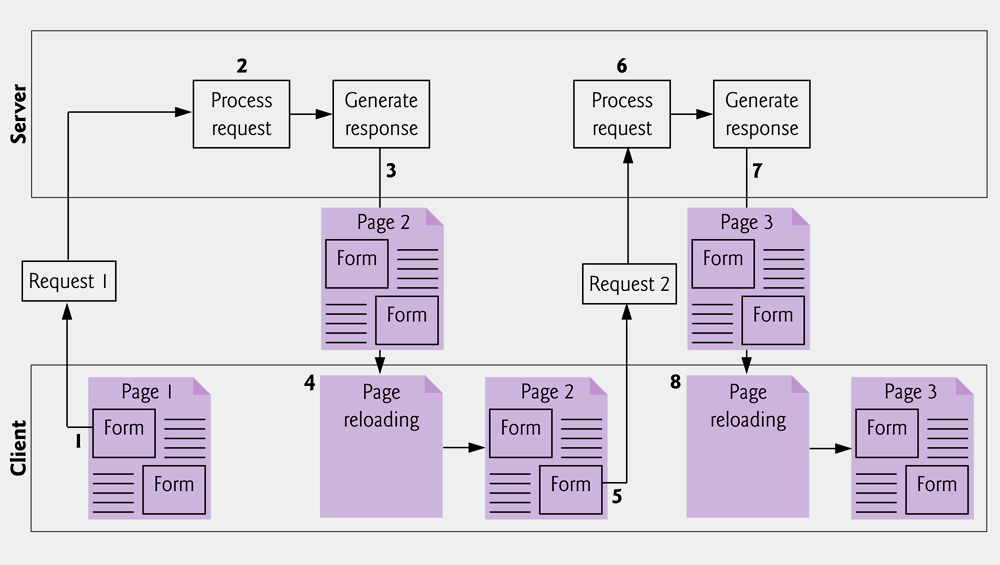 Server
2
Process
request
Generate
response
3
6
Process
request
Generate
response
7
Request 1
Page 2
Form
Form
Request 2
Page 3
Form
Form
Client
Page 1
Form
Form
1
4
Page
reloading
Page 2
Form
Form
5
8
Page
reloading
Page 3
Form
Form